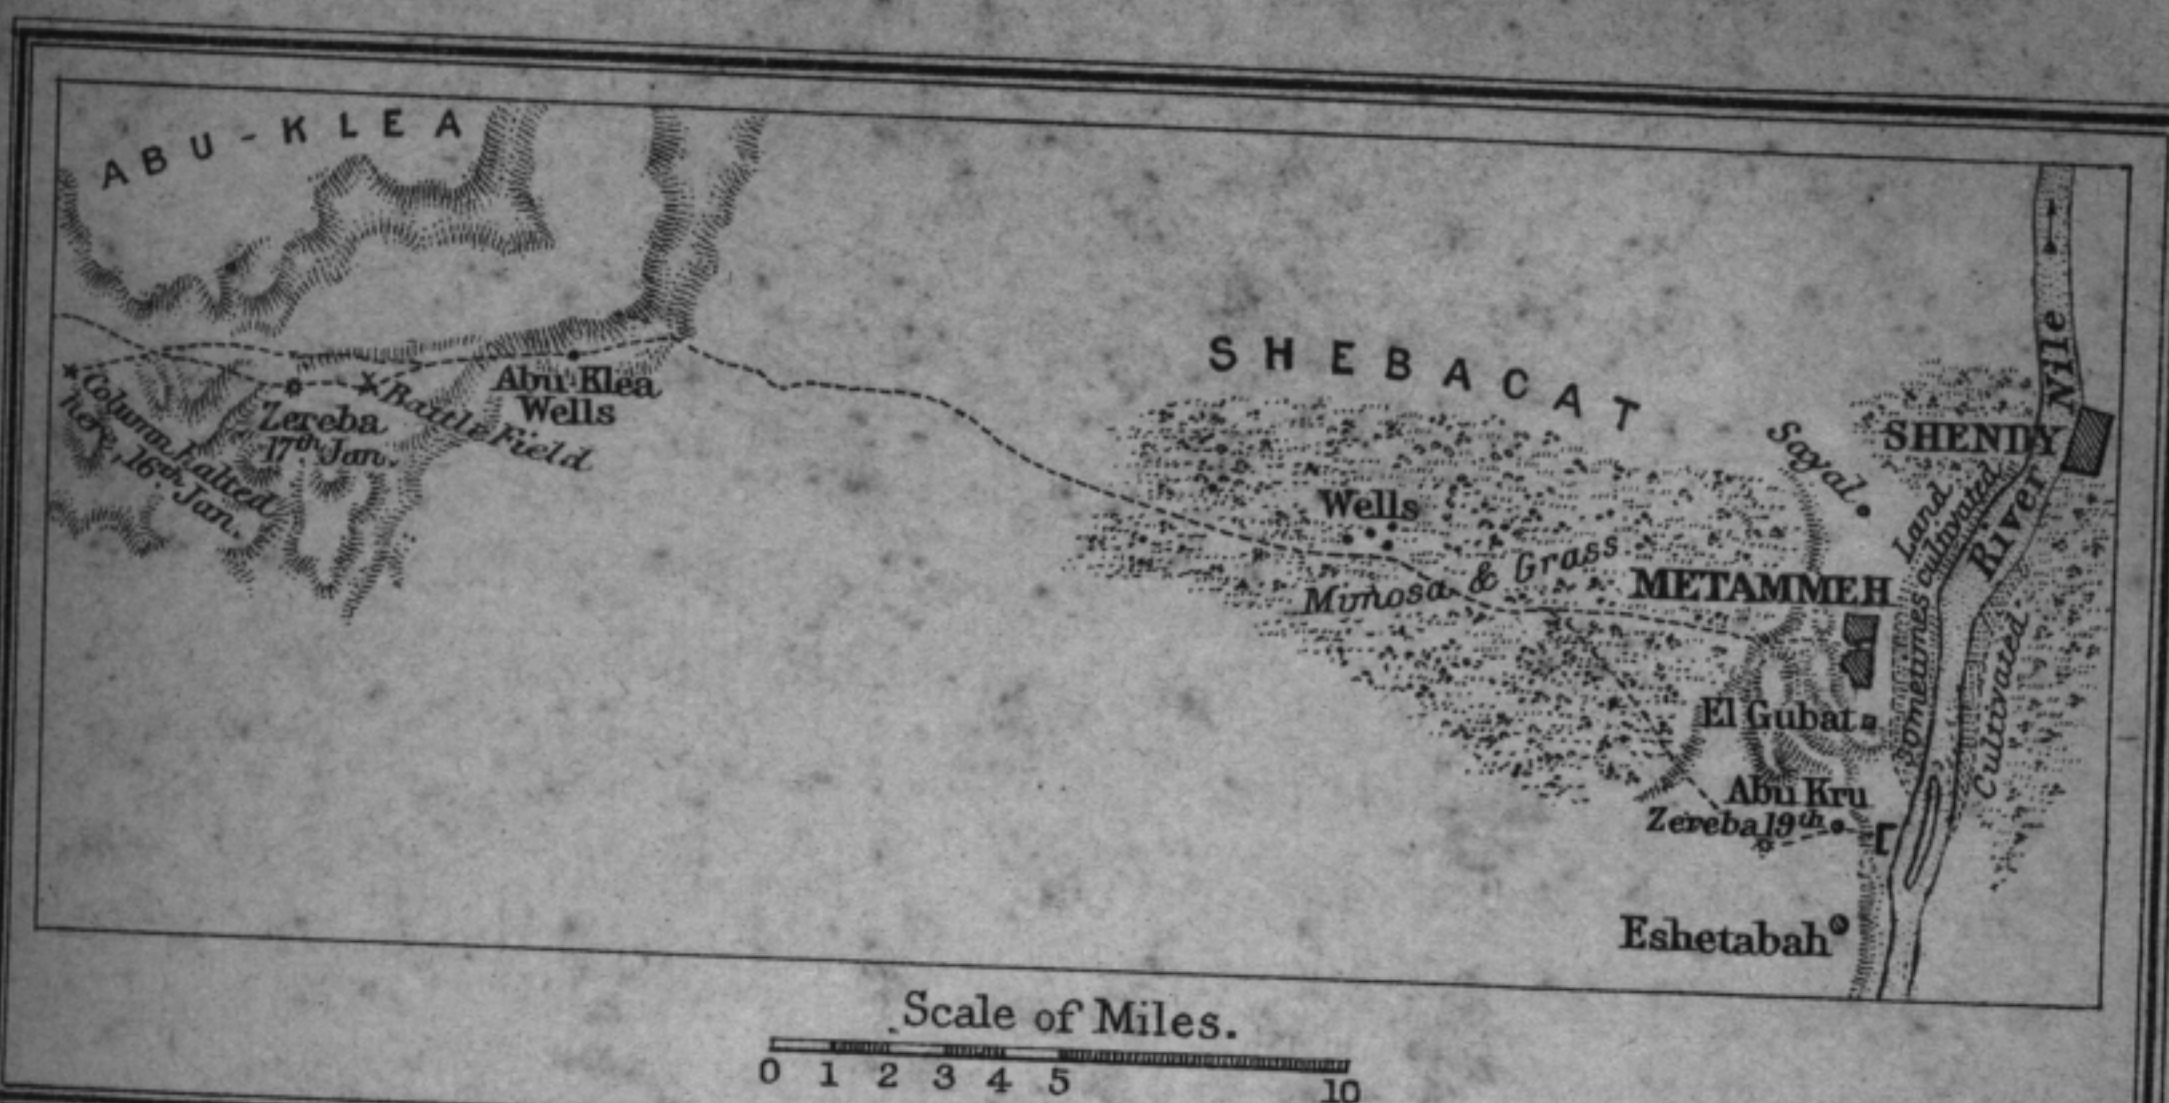 ABU-KLEA
SHEBACAT
Nile
SHENDY
Sayal
Abu Klea
Wells
Battle Field
Zereba
17th Jan.
Column halted
here, 16th Jan.
Wells
Mimosa & Grass
Land
sometimes cultivated
River
METAMMEH
Cultivated
El Gubat
Abu Kru
Zereba 19th
Eshetabah
Scale of Miles.
0 1 2 3 4 5 10